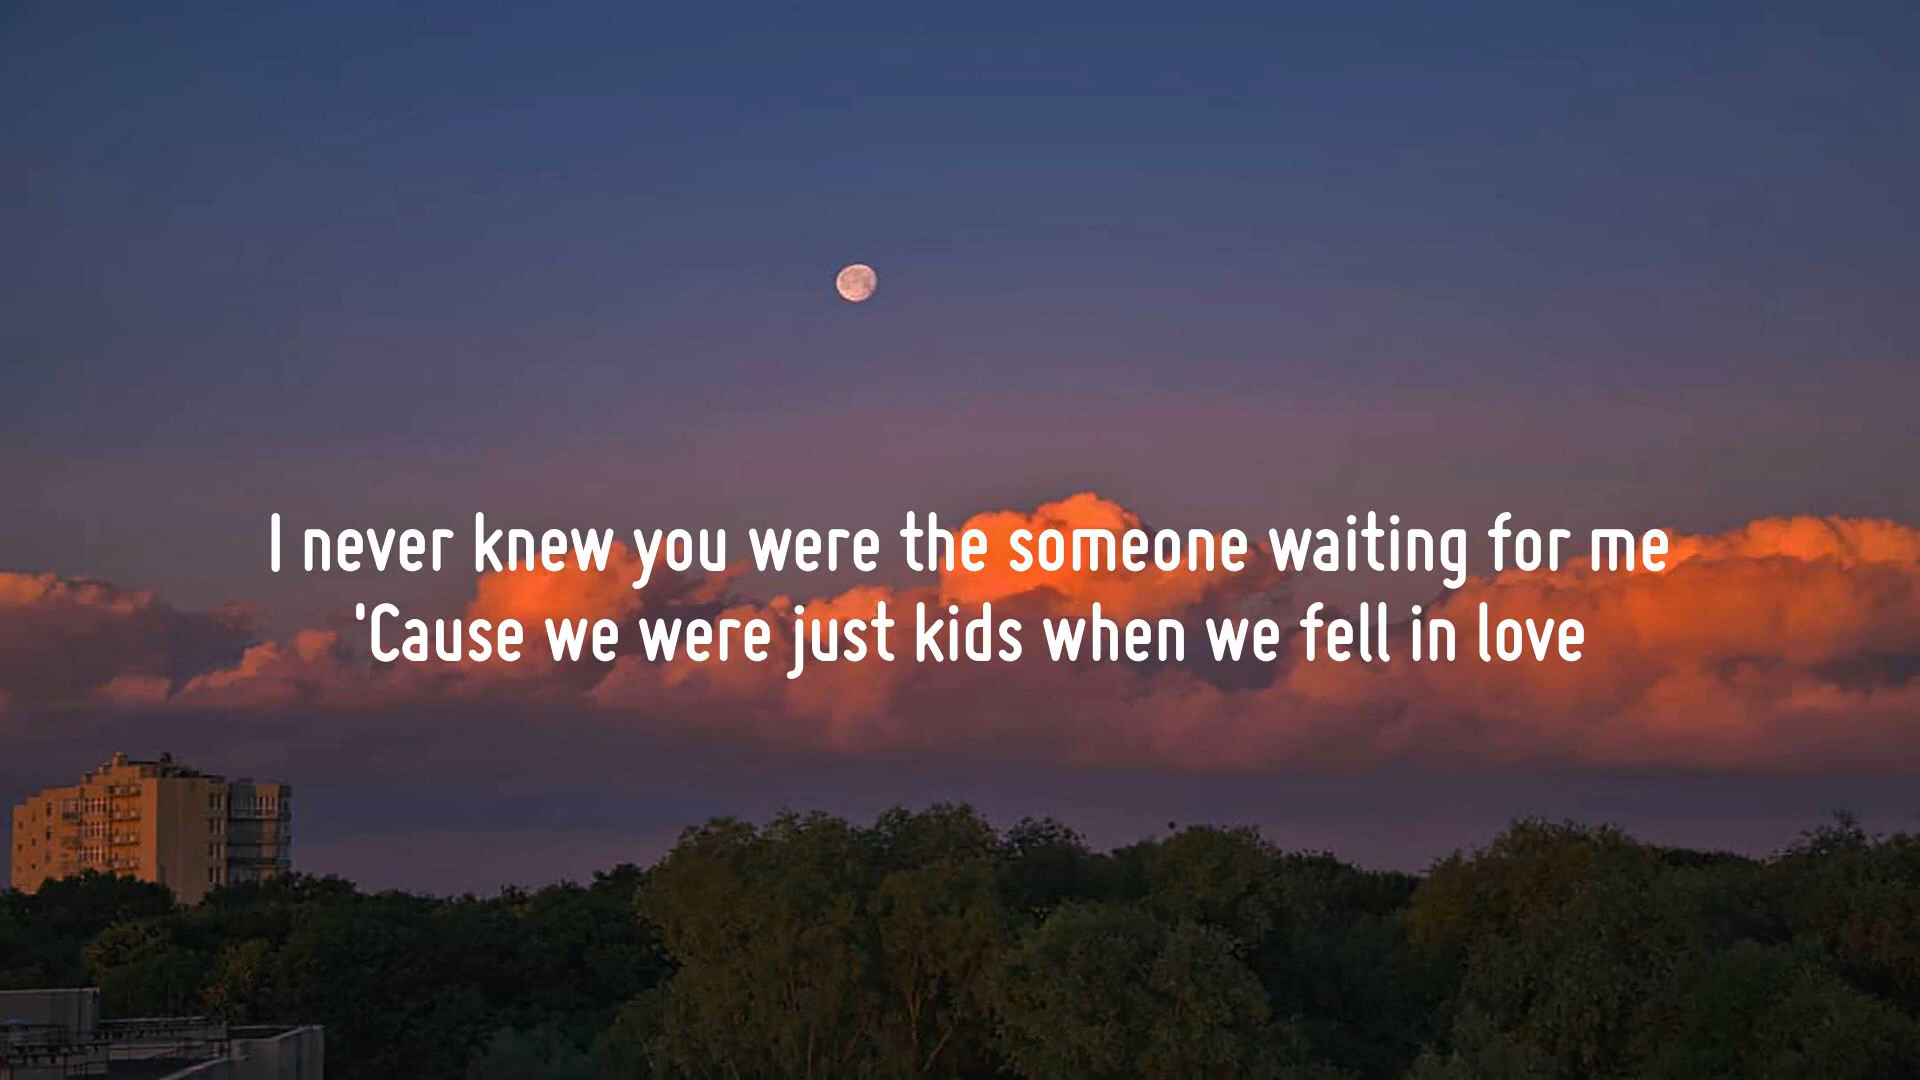 I never knew you were the someone waiting for me
'Cause we were just kids when we fell in love